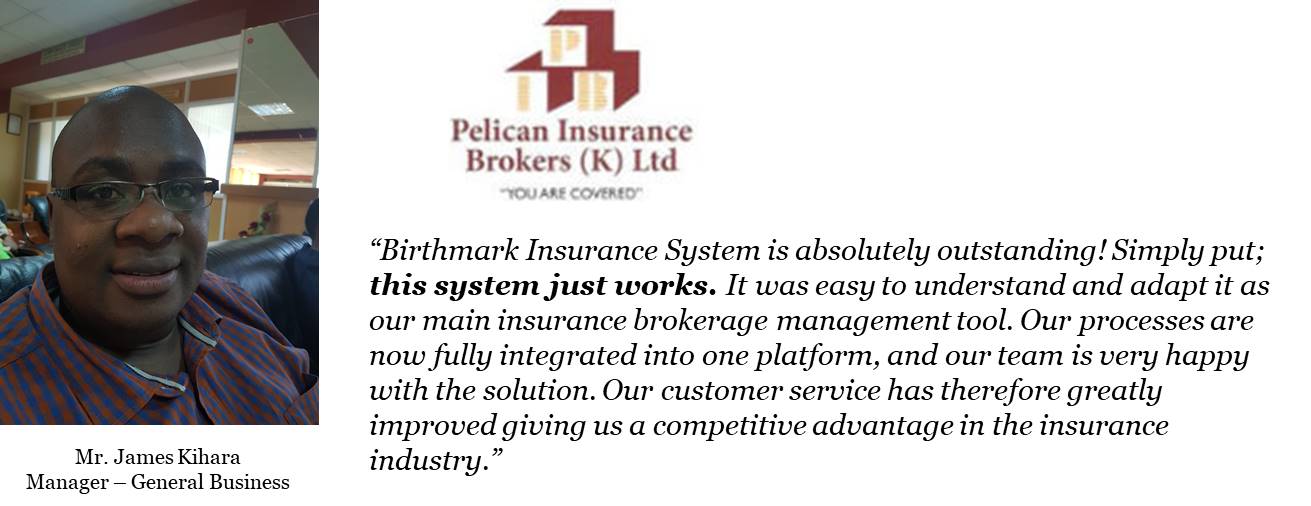 P
I B
Pelican Insurance
Brokers (K) Ltd
"YOU ARE COVERED"
“Birthmark Insurance System is absolutely outstanding! Simply put;
this system just works. It was easy to understand and adapt it as
our main insurance brokerage management tool. Our processes are
now fully integrated into one platform, and our team is very happy
with the solution. Our customer service has therefore greatly
improved giving us a competitive advantage in the insurance
industry.”
Mr. James Kihara
Manager – General Business